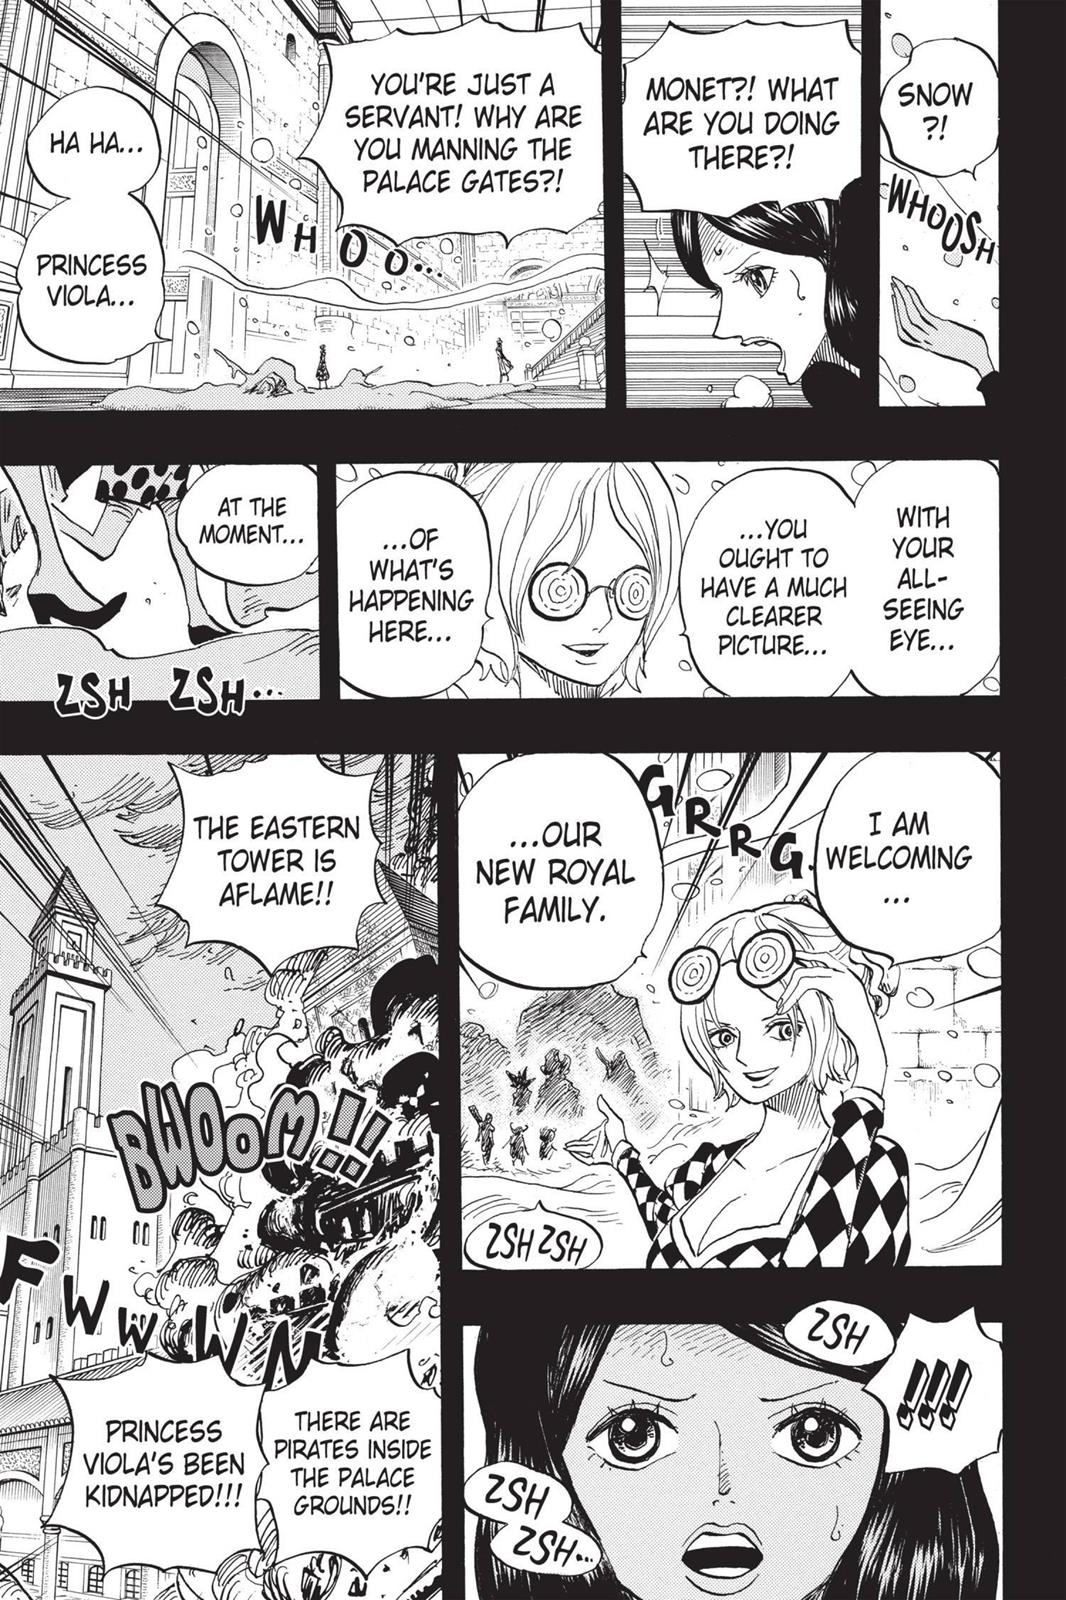 SNOW
?!
WHOOSH
MONET?! WHAT
ARE YOU DOING
THERE?!
YOU'RE JUST A
SERVANT! WHY ARE
YOU MANNING THE
PALACE GATES?!
WHOO...
HA HA...
PRINCESS
VIOLA...
WITH
YOUR
ALL-
SEEING
EYE...
...YOU
OUGHT TO
HAVE A MUCH
CLEARER
PICTURE...
...OF
WHAT'S
HAPPENING
HERE...
AT THE
MOMENT...
ZSH ZSH...
I AM
WELCOMING
...
GRRG.
...OUR
NEW ROYAL
FAMILY.
ZSH ZSH
!!!
ZSH
ZSH
ZSH...
THE EASTERN
TOWER IS
AFLAME!!
BWOOM!!
FWWWN
THERE ARE
PIRATES INSIDE
THE PALACE
GROUNDS!!
PRINCESS
VIOLA'S BEEN
KIDNAPPED!!!